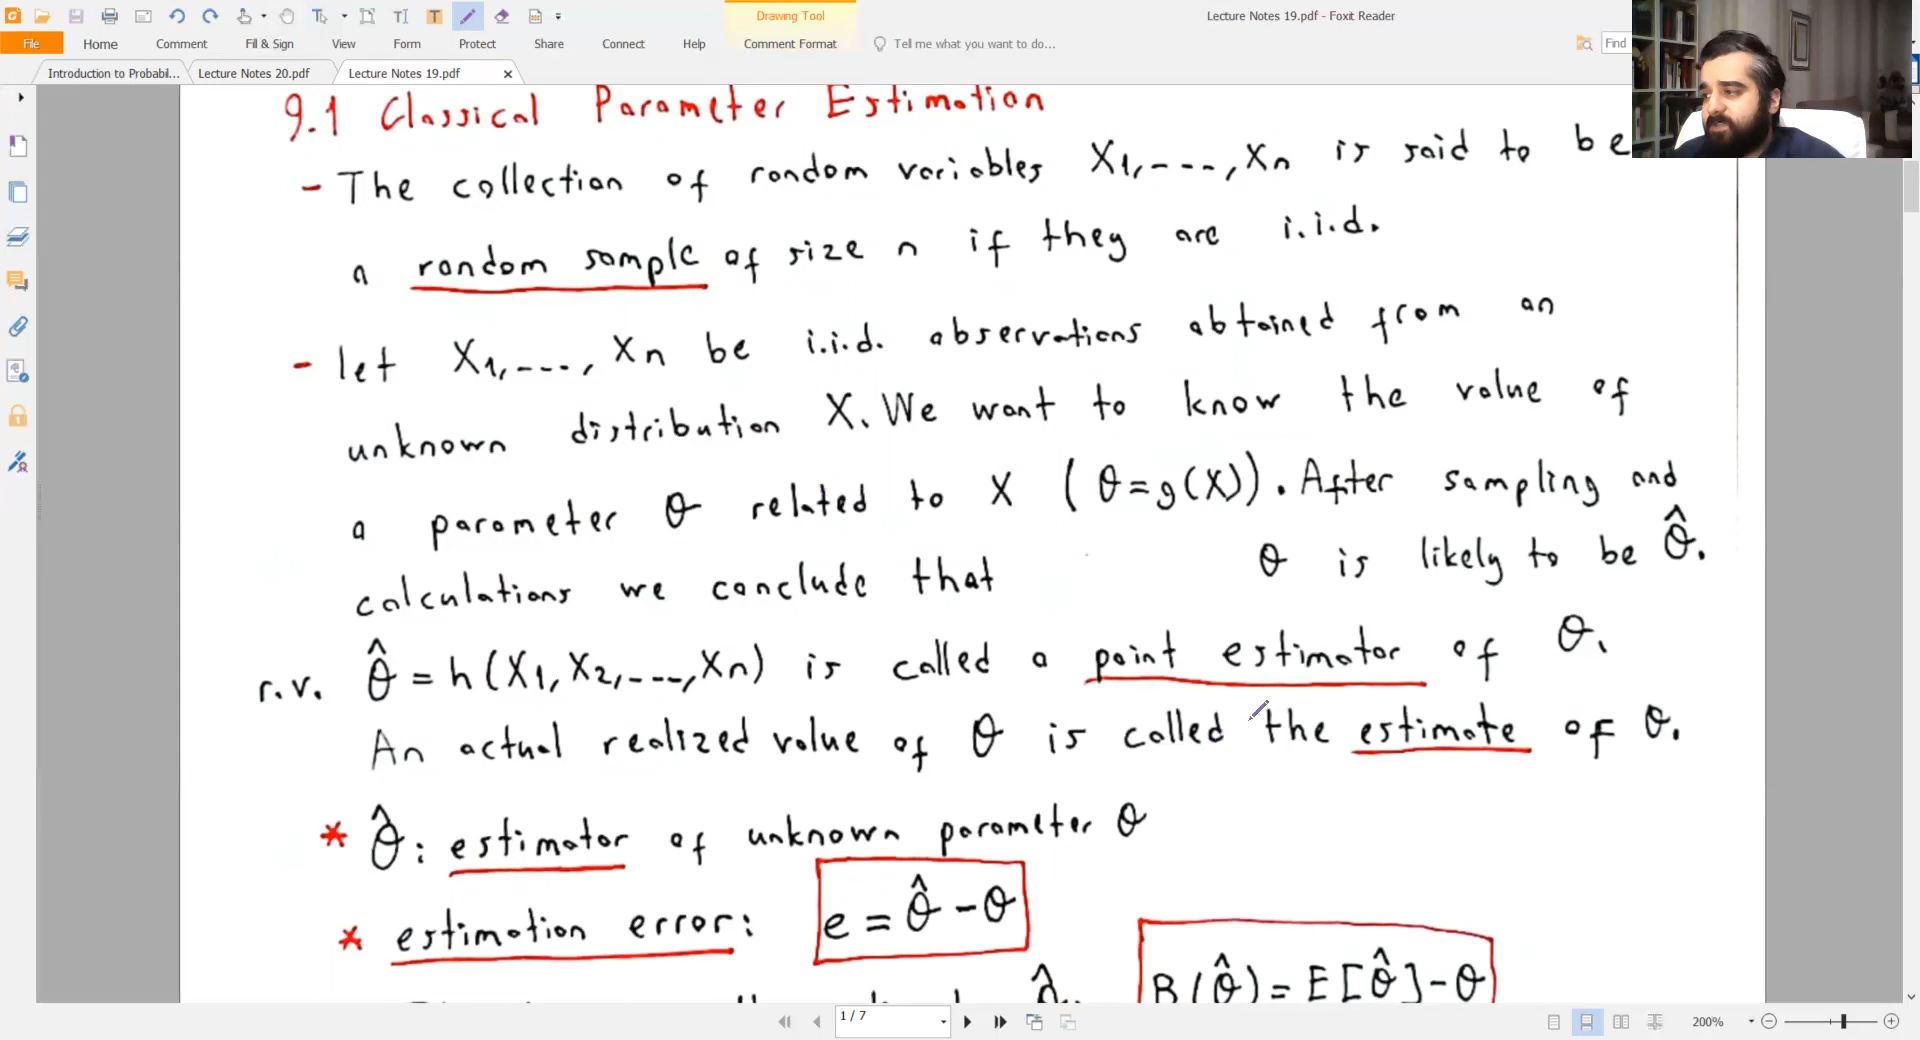 Drawing Tool
Lecture Notes 19.pdf - Foxit Reader
File Home Comment Fill & Sign View Form Protect Share Connect Help Comment Format Tell me what you want to do... Find
Introduction to Probabil... Lecture Notes 20.pdf Lecture Notes 19.pdf
9.1 Classical Parameter Estimation
- The collection of random variables X1,----,Xn is said to be
a random sample of size n if they are i.i.d.
- let X1,----,Xn be i.i.d. observations obtained from an
unknown distribution X. We want to know the value of
a parameter θ related to X (θ=g(X)). After sampling and
calculations we conclude that θ is likely to be θ̂.
r.v. θ̂ = h(X1,X2,---,Xn) is called a point estimator of θ.
An actual realized value of θ is called the estimate of θ.
* θ̂: estimator of unknown parameter θ
* estimation error: e = θ̂ - θ
B(θ̂) = E[θ̂] - θ
1 / 7
200%